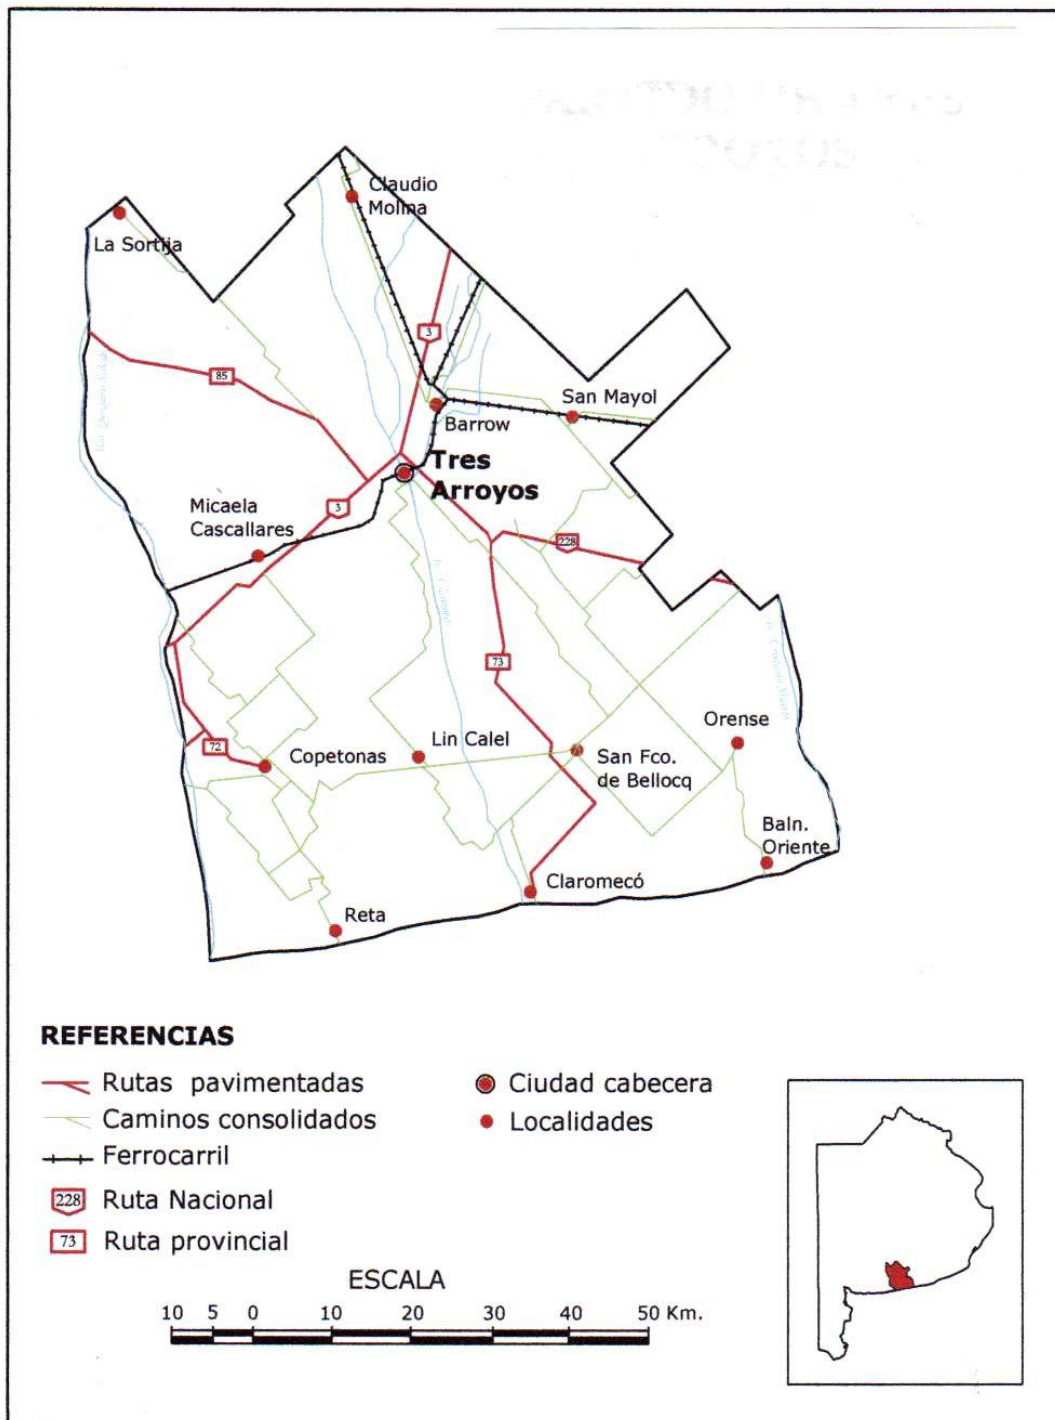 Claudio
Molina
La Sortija
3
85
San Mayol
Barrow
Tres
Arroyos
Micaela
Cascallares
3
228
73
Orense
72
Copetonas
Lin Calel
San Fco.
de Bellocq
Baln.
Oriente
Claromecó
Reta
REFERENCIAS
Rutas pavimentadas
Ciudad cabecera
Caminos consolidados
Localidades
Ferrocarril
228
Ruta Nacional
73
Ruta provincial
ESCALA
10 5 0 10 20 30 40 50 Km.